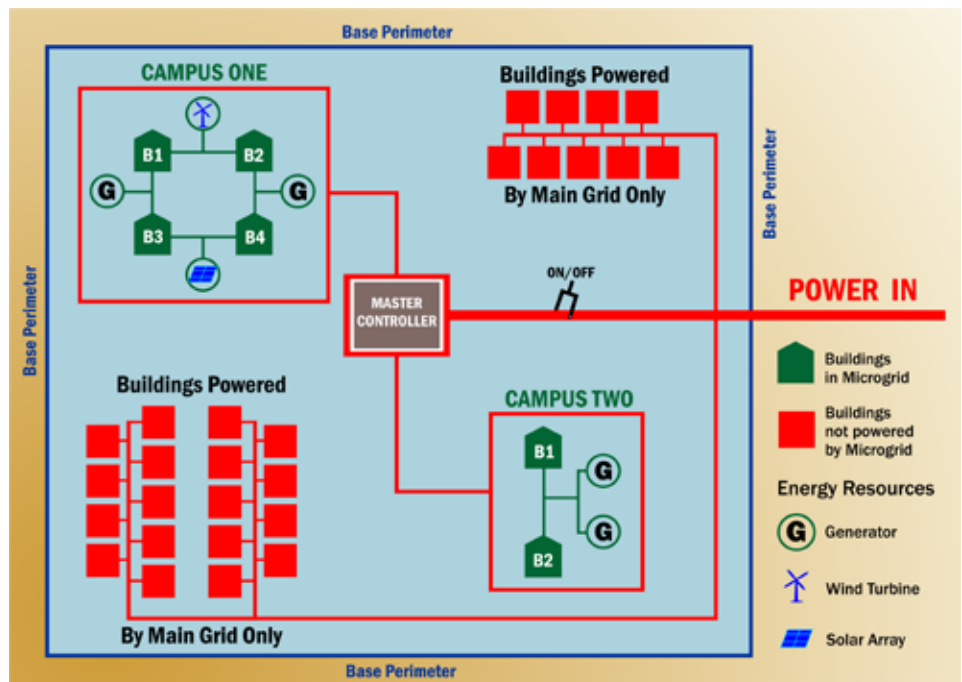 Base Perimeter
CAMPUS ONE
B1
B2
G
G
B3
B4
Buildings Powered
By Main Grid Only
Base Perimeter
Base Perimeter
ON/OFF
MASTER
CONTROLLER
POWER IN
Buildings
in Microgrid
Buildings
not powered
by Microgrid
Energy Resources
G
Generator
Wind Turbine
Solar Array
Buildings Powered
By Main Grid Only
CAMPUS TWO
B1
G
G
B2
Base Perimeter